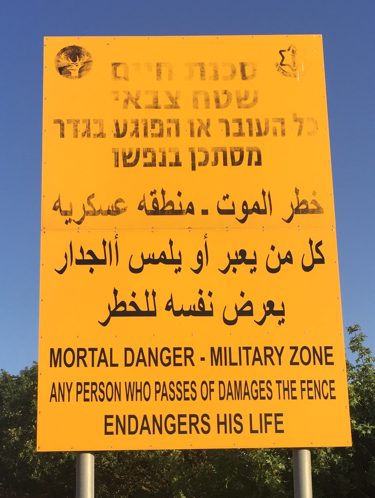 סכנת חיים
שטח צבאי
כל העובר או הפוגע בגדר
מסתכן בנפשו
خطر الموت - منطقه عسكريه
كل من يعبر أو يلمس األجدار
يعرض نفسه للخطر
MORTAL DANGER - MILITARY ZONE
ANY PERSON WHO PASSES OF DAMAGES THE FENCE
ENDANGERS HIS LIFE